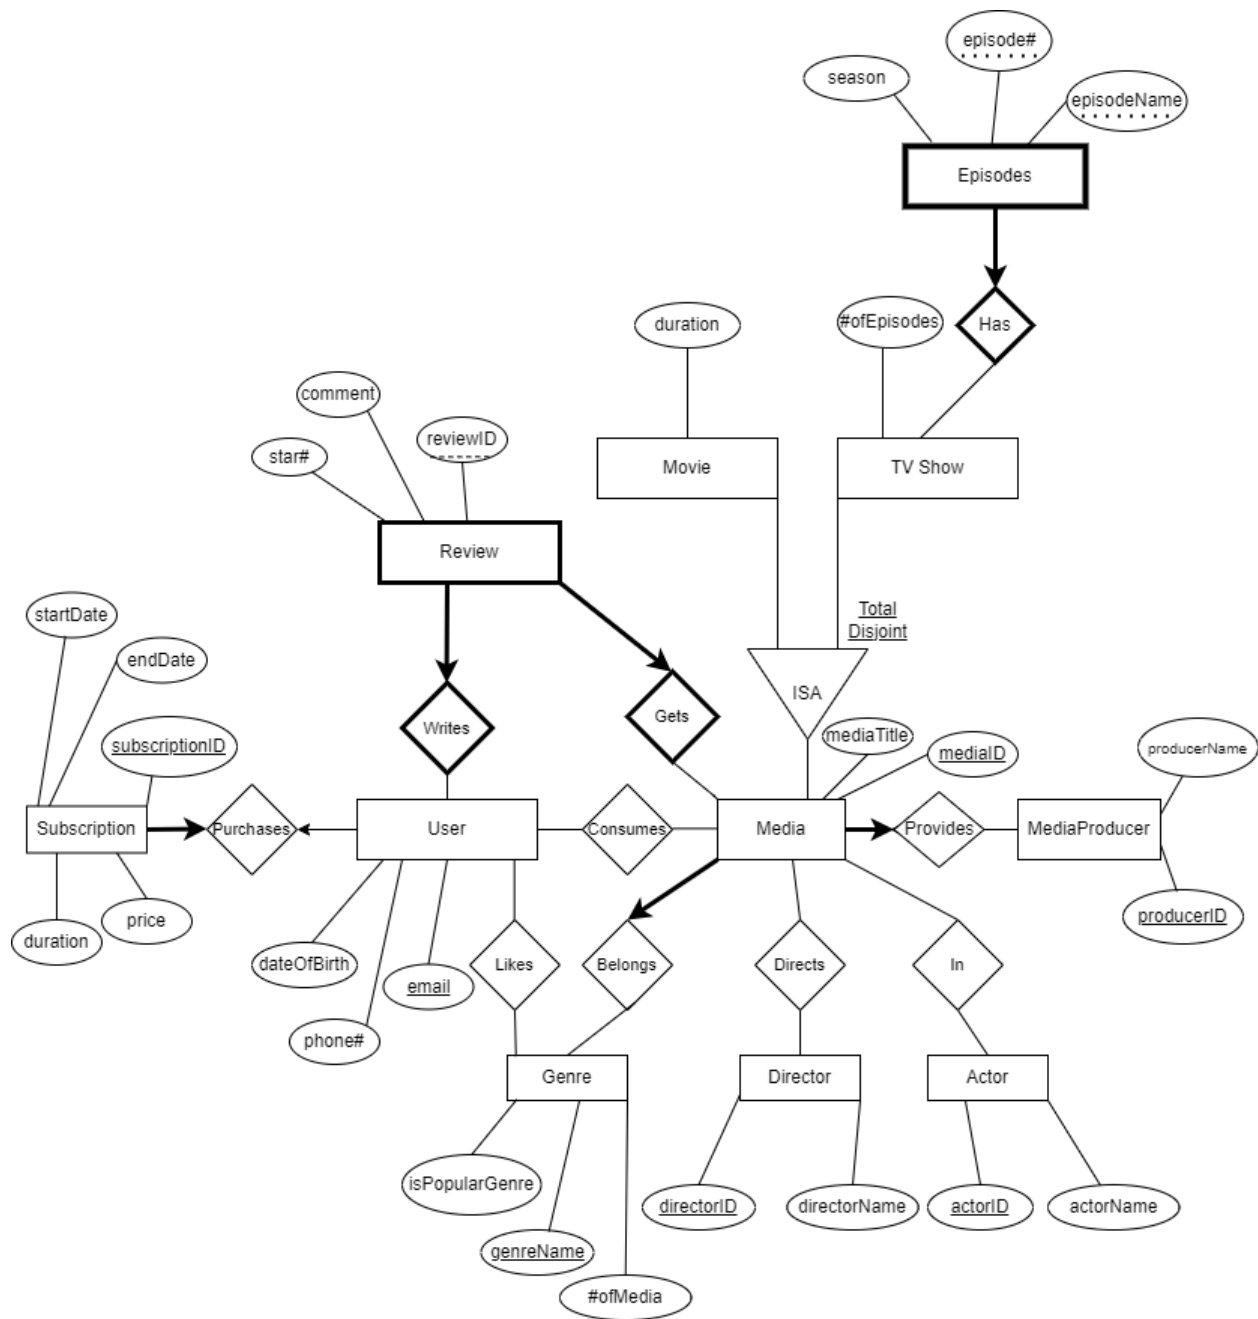 episode#
season
episodeName
Episodes
duration
#ofEpisodes
Has
comment
reviewID
star#
Movie
TV Show
Review
startDate
Total
Disjoint
endDate
ISA
subscriptionID
Writes
Gets
mediaTitle
mediaID
producerName
Subscription
Purchases
User
Consumes
Media
Provides
MediaProducer
duration
price
dateOfBirth
email
Likes
Belongs
Directs
In
producerID
phone#
Genre
Director
Actor
isPopularGenre
directorID
directorName
actorID
actorName
genreName
#ofMedia